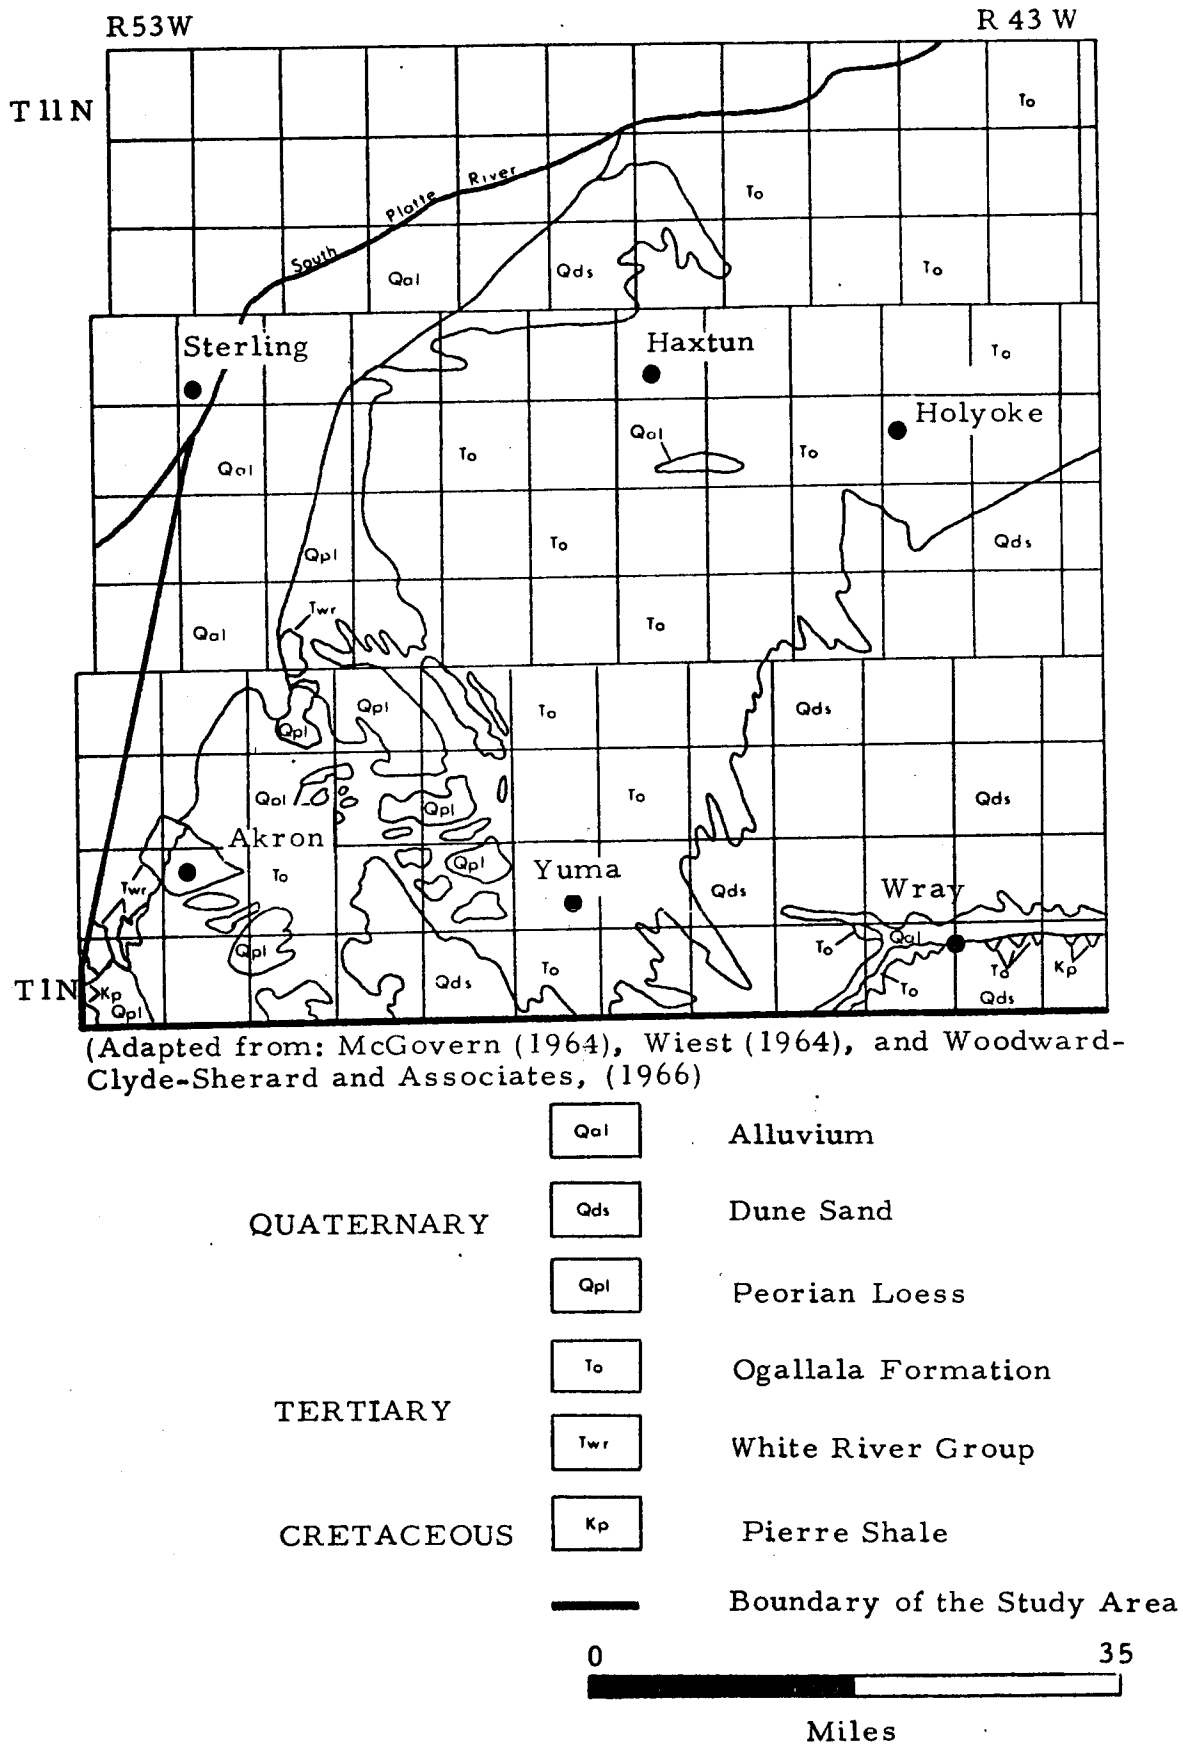 R53W R 43 W
T 11 N
To
South Platte River
To
Qal Qds To
Sterling Haxtun To
Holyoke
Qal To Qal To
Qpl To Qds
Twr
Qal To
Qpl Qpl To Qds
Qal Qpl To Qds
Akron
Twr To Qpl Yuma Qds Wray
Qpl To Qal
T1N Kp Qpl Qds To To To Kp Qds
(Adapted from: McGovern (1964), Wiest (1964), and Woodward-
Clyde-Sherard and Associates, (1966)
Qal Alluvium
QUATERNARY Qds Dune Sand
Qpl Peorian Loess
To Ogallala Formation
TERTIARY
Twr White River Group
CRETACEOUS Kp Pierre Shale
Boundary of the Study Area
0 35
Miles